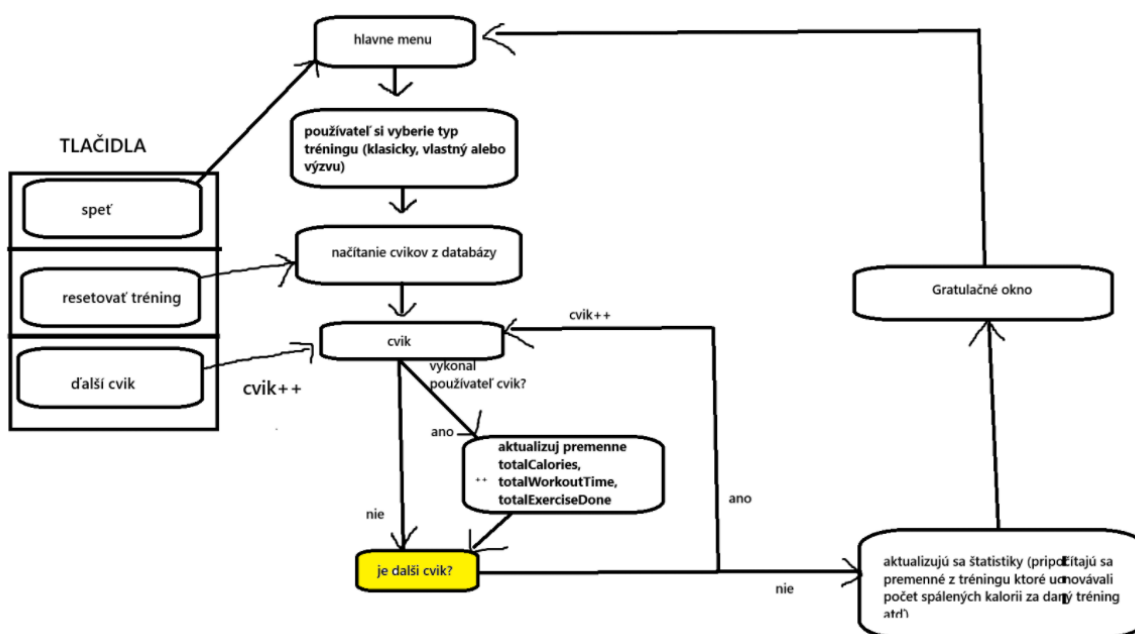 hlavne menu
používateľ si vyberie typ
tréningu (klasicky, vlastný alebo
výzvu)
TLAČIDLA
speť
načítanie cvikov z databázy
resetovať tréning
Gratulačné okno
cvik++
cvik
ďalší cvik
cvik++
vykonal
používateľ cvik?
ano
aktualizuj premenne
totalCalories,
++ totalWorkoutTime,
totalExerciseDone
nie
ano
je dalši cvik?
nie
aktualizujú sa štatistiky (pripočítajú sa
premenné z tréningu ktoré
počet spálených kalorii za daný tréning
atď)